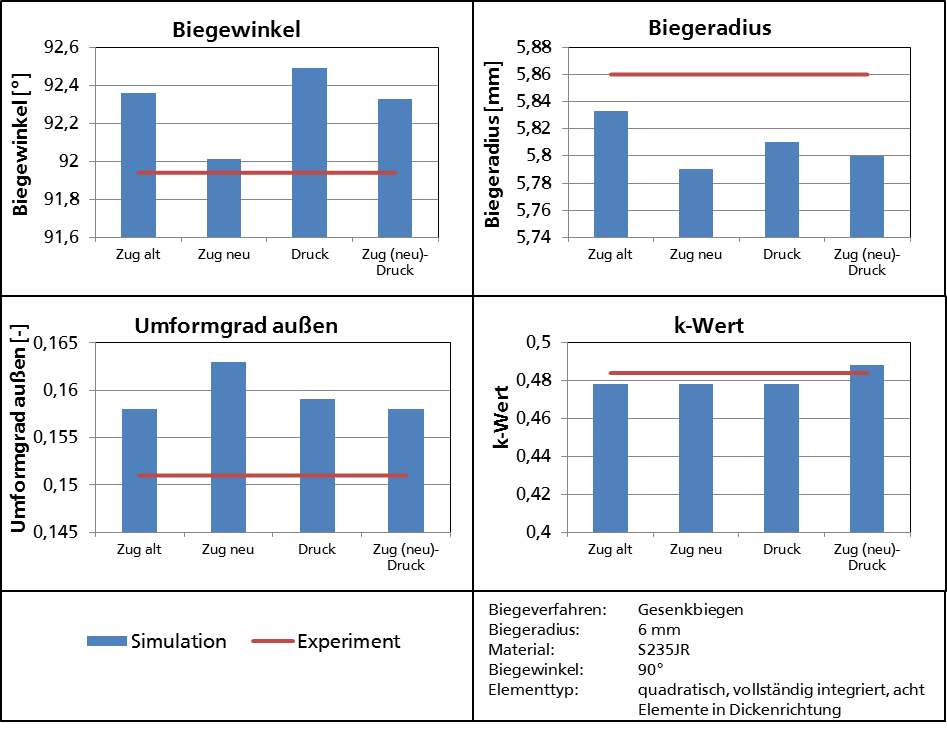 Biegewinkel
Biegewinkel [°]
92,6
92,4
92,2
92
91,8
91,6
Zug alt
Zug neu
Druck
Zug (neu)-
Druck
Biegeradius
Biegeradius [mm]
5,88
5,86
5,84
5,82
5,8
5,78
5,76
5,74
Zug alt
Zug neu
Druck
Zug (neu)-
Druck
Umformgrad außen
Umformgrad außen [-]
0,165
0,16
0,155
0,15
0,145
Zug alt
Zug neu
Druck
Zug (neu)-
Druck
k-Wert
k-Wert
0,5
0,48
0,46
0,44
0,42
0,4
Zug alt
Zug neu
Druck
Zug (neu)-
Druck
Simulation
Experiment
Biegeverfahren: Gesenkbiegen
Biegeradius: 6 mm
Material: S235JR
Biegewinkel: 90°
Elementtyp: quadratisch, vollständig integriert, acht
Elemente in Dickenrichtung